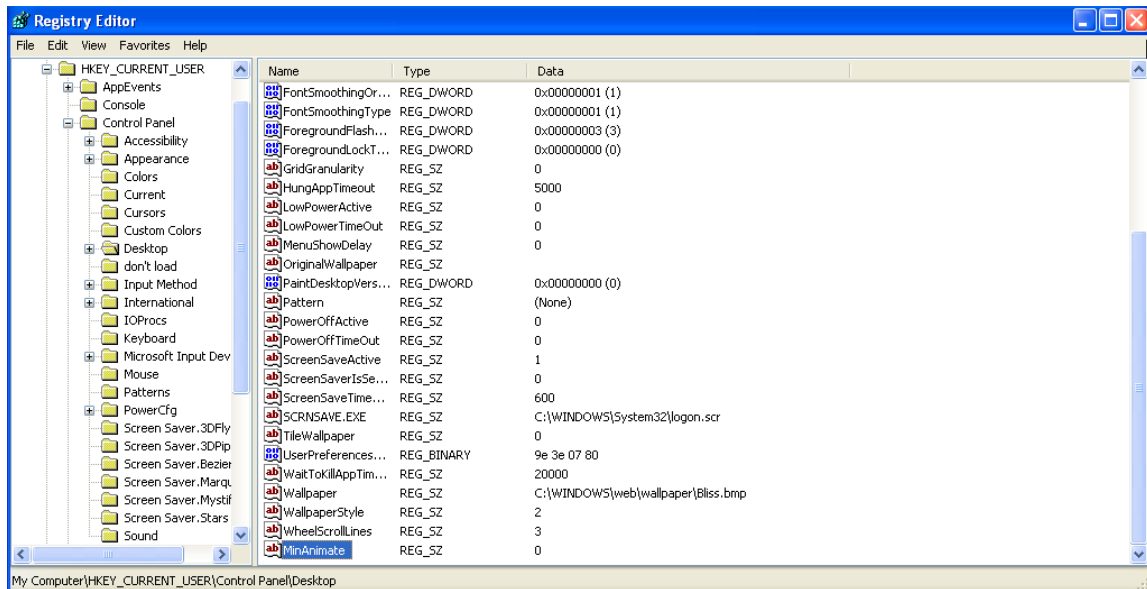 Registry Editor
File Edit View Favorites Help
HKEY_CURRENT_USER
AppEvents
Console
Control Panel
Accessibility
Appearance
Colors
Current
Cursors
Custom Colors
Desktop
don't load
Input Method
International
IOProcs
Keyboard
Microsoft Input Dev
Mouse
Patterns
PowerCfg
Screen Saver.3DFly
Screen Saver.3DPip
Screen Saver.Bezier
Screen Saver.Marqu
Screen Saver.Mystif
Screen Saver.Stars
Sound
Name Type Data
FontSmoothingOr... REG_DWORD 0x00000001 (1)
FontSmoothingType REG_DWORD 0x00000001 (1)
ForegroundFlash... REG_DWORD 0x00000003 (3)
ForegroundLockT... REG_DWORD 0x00000000 (0)
GridGranularity REG_SZ 0
HungAppTimeout REG_SZ 5000
LowPowerActive REG_SZ 0
LowPowerTimeOut REG_SZ 0
MenuShowDelay REG_SZ 0
OriginalWallpaper REG_SZ
PaintDesktopVers... REG_DWORD 0x00000000 (0)
Pattern REG_SZ (None)
PowerOffActive REG_SZ 0
PowerOffTimeOut REG_SZ 0
ScreenSaveActive REG_SZ 1
ScreenSaverIsSe... REG_SZ 0
ScreenSaveTime... REG_SZ 600
SCRNSAVE.EXE REG_SZ C:\WINDOWS\System32\logon.scr
TileWallpaper REG_SZ 0
UserPreferences... REG_BINARY 9e 3e 07 80
WaitToKillAppTim... REG_SZ 20000
Wallpaper REG_SZ C:\WINDOWS\web\wallpaper\Bliss.bmp
WallpaperStyle REG_SZ 2
WheelScrollLines REG_SZ 3
MinAnimate REG_SZ 0
My Computer\HKEY_CURRENT_USER\Control Panel\Desktop